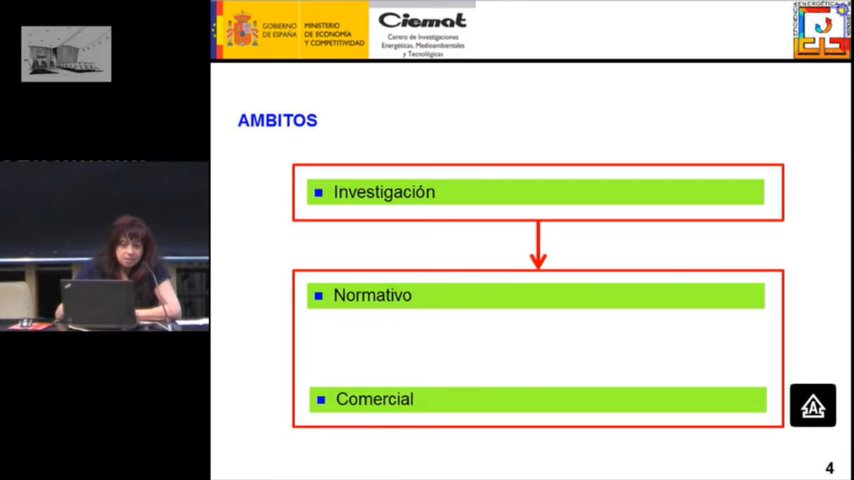 GOBIERNO
DE ESPAÑA
MINISTERIO
DE ECONOMÍA
Y COMPETITIVIDAD
Ciemat
Centro de Investigaciones
Energéticas, Medioambientales
y Tecnológicas
AMBITOS
Investigación
Normativo
Comercial
A
4